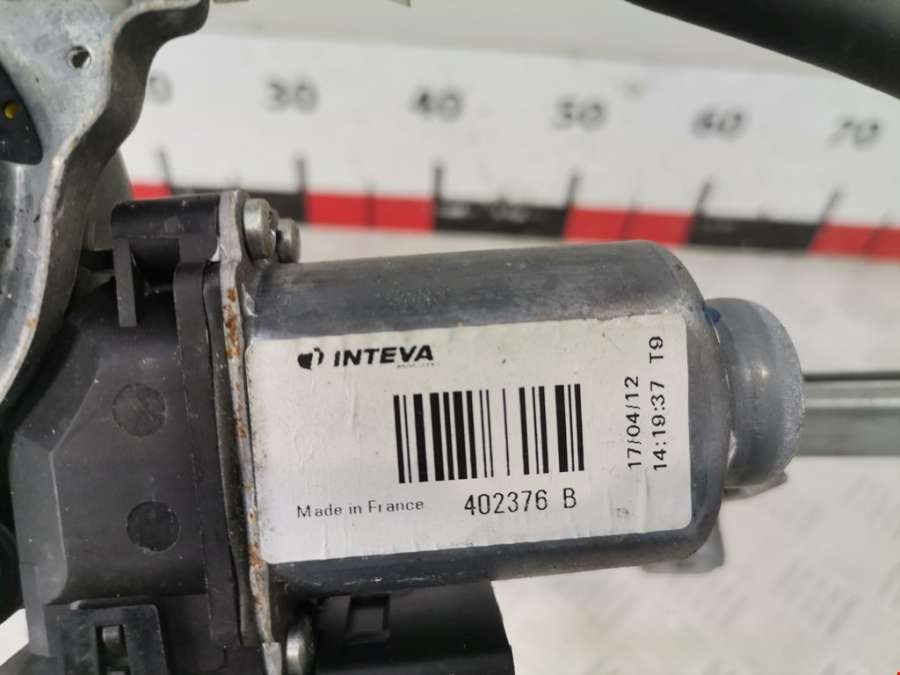 30 40 50 60 70
INTEVA
17/04/12
14:19:37 T9
Made in France
402376 B